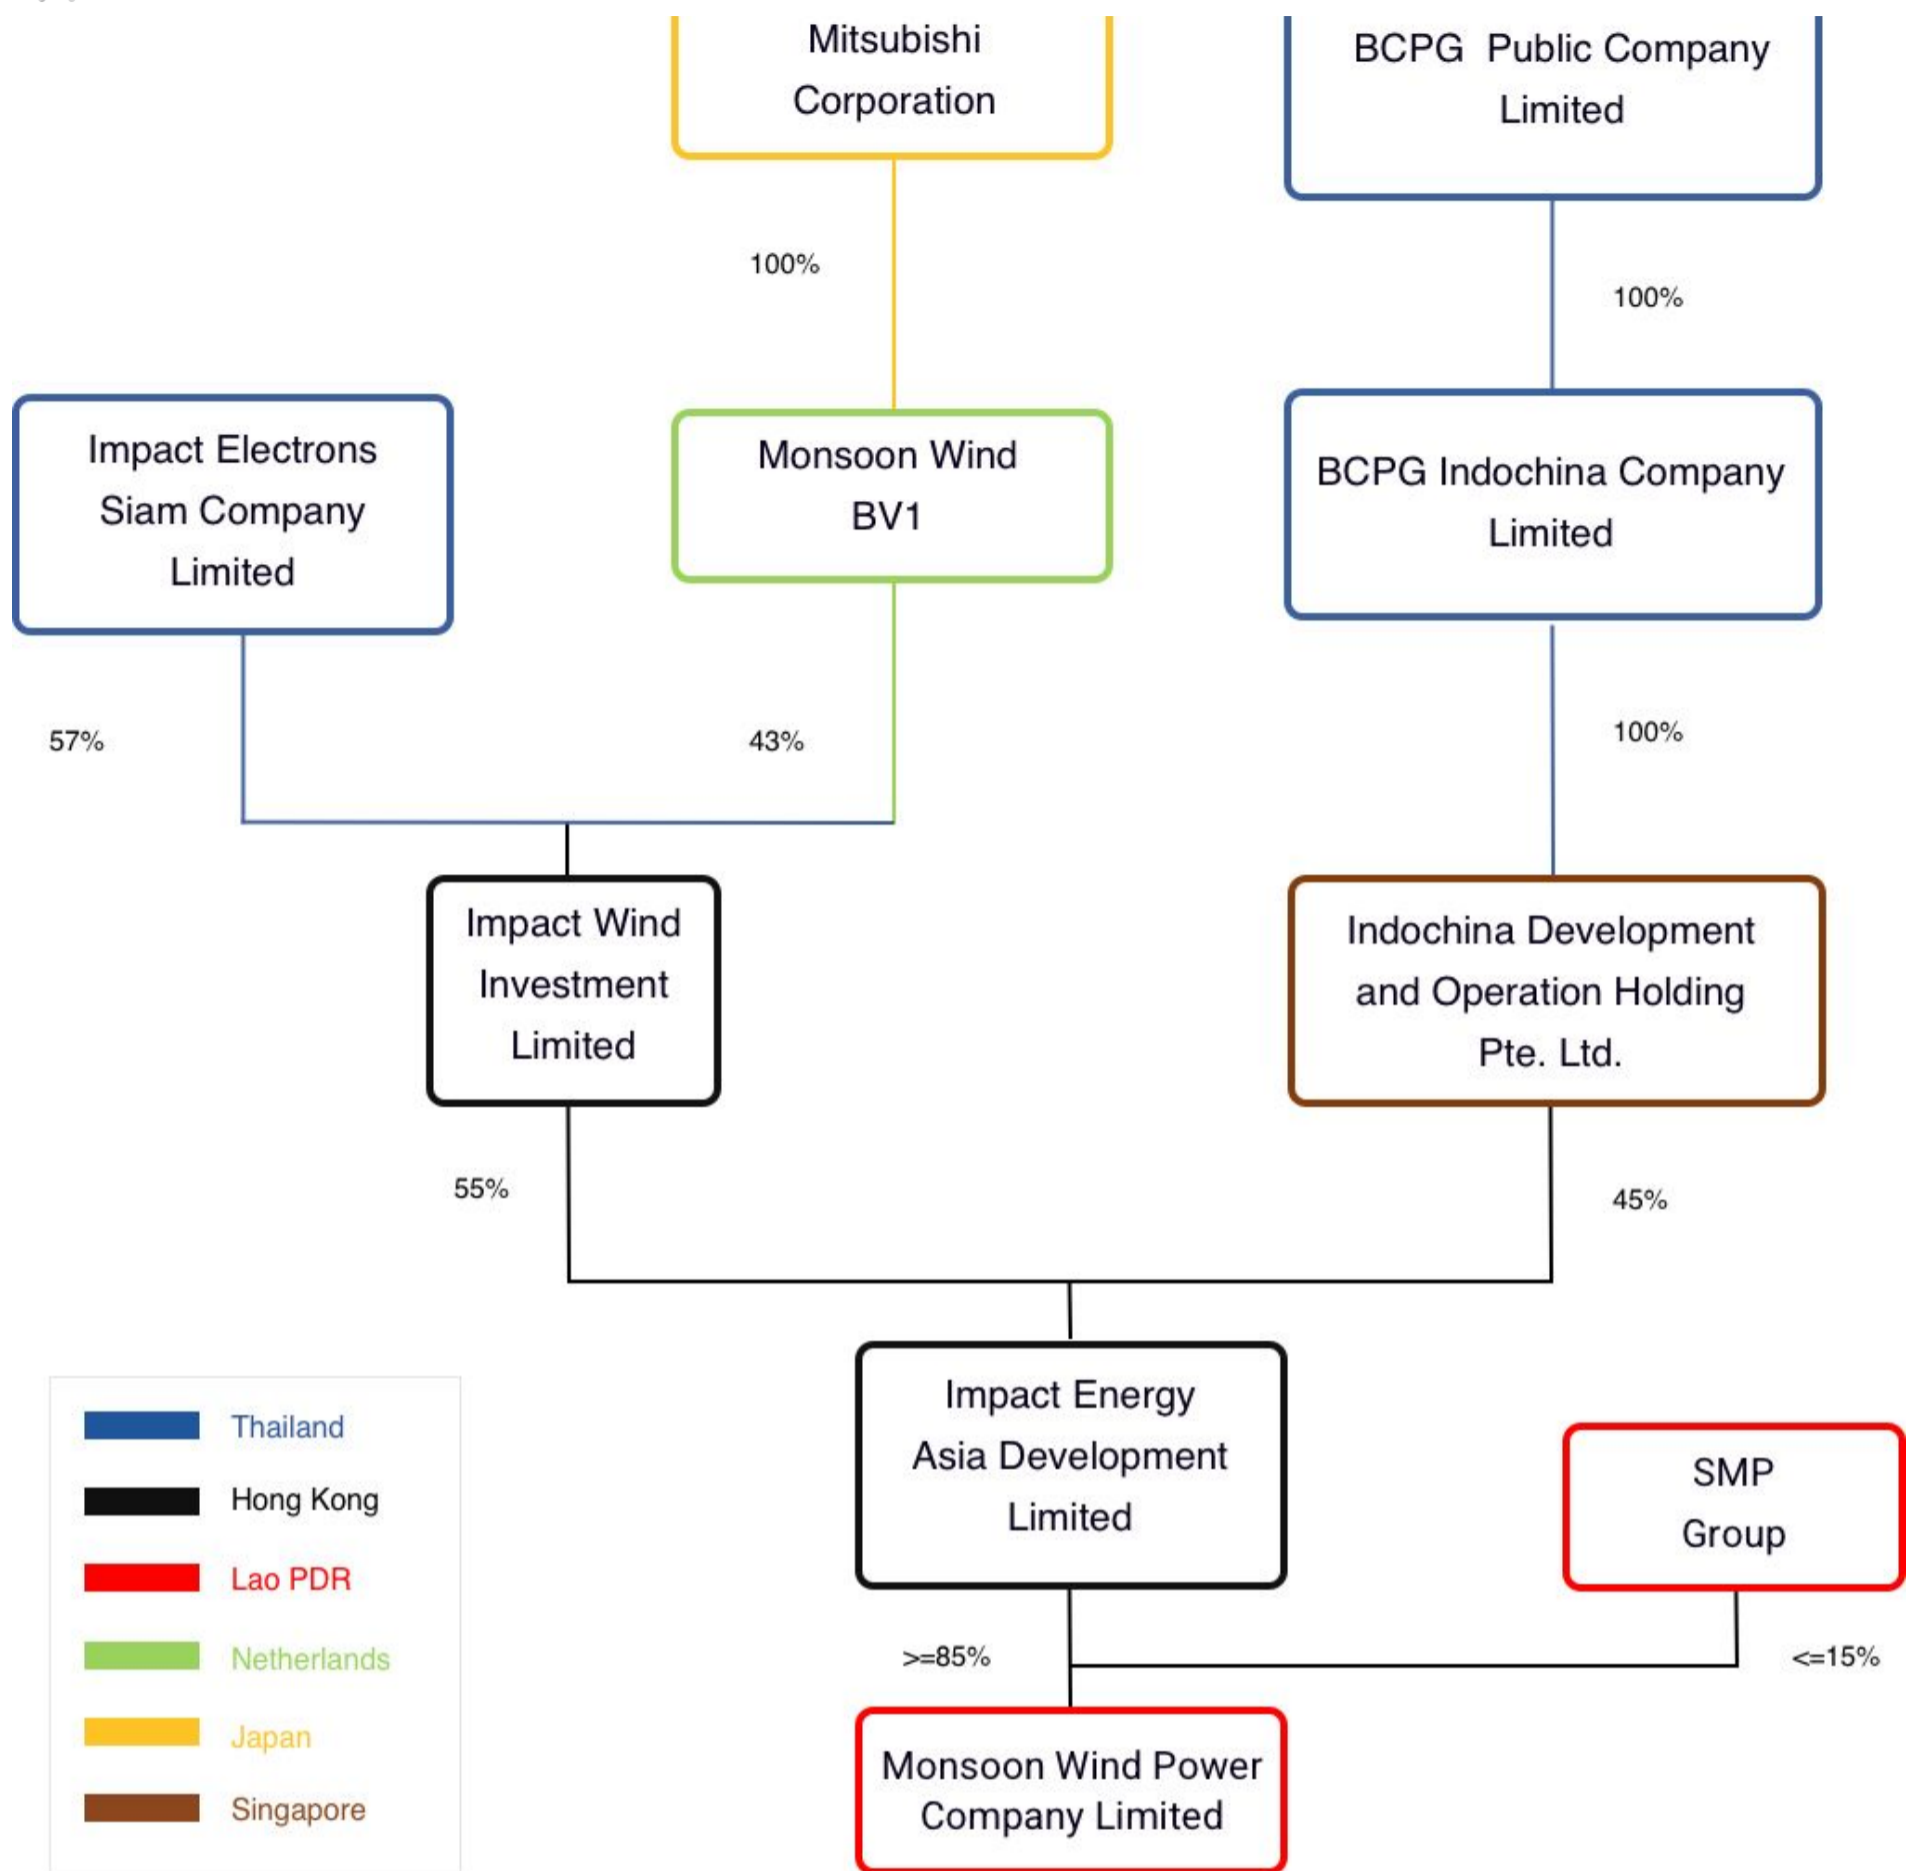 Mitsubishi
Corporation
BCPG  Public Company
Limited
100%
100%
Impact Electrons
Siam Company
Limited
Monsoon Wind
BV1
BCPG Indochina Company
Limited
57%
43%
100%
Impact Wind
Investment
Limited
Indochina Development
and Operation Holding
Pte. Ltd.
55%
45%
Impact Energy
Asia Development
Limited
SMP
Group
>=85%
<=15%
Monsoon Wind Power
Company Limited
Thailand
Hong Kong
Lao PDR
Netherlands
Japan
Singapore